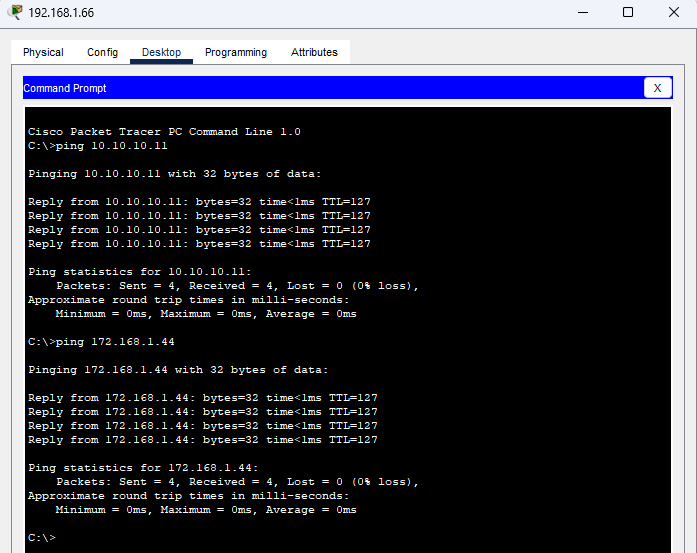 192.168.1.66
Physical Config Desktop Programming Attributes
Command Prompt X
Cisco Packet Tracer PC Command Line 1.0
C:\>ping 10.10.10.11
Pinging 10.10.10.11 with 32 bytes of data:
Reply from 10.10.10.11: bytes=32 time<1ms TTL=127
Reply from 10.10.10.11: bytes=32 time<1ms TTL=127
Reply from 10.10.10.11: bytes=32 time<1ms TTL=127
Reply from 10.10.10.11: bytes=32 time<1ms TTL=127
Ping statistics for 10.10.10.11:
    Packets: Sent = 4, Received = 4, Lost = 0 (0% loss),
Approximate round trip times in milli-seconds:
    Minimum = 0ms, Maximum = 0ms, Average = 0ms
C:\>ping 172.168.1.44
Pinging 172.168.1.44 with 32 bytes of data:
Reply from 172.168.1.44: bytes=32 time<1ms TTL=127
Reply from 172.168.1.44: bytes=32 time<1ms TTL=127
Reply from 172.168.1.44: bytes=32 time<1ms TTL=127
Reply from 172.168.1.44: bytes=32 time<1ms TTL=127
Ping statistics for 172.168.1.44:
    Packets: Sent = 4, Received = 4, Lost = 0 (0% loss),
Approximate round trip times in milli-seconds:
    Minimum = 0ms, Maximum = 0ms, Average = 0ms
C:\>